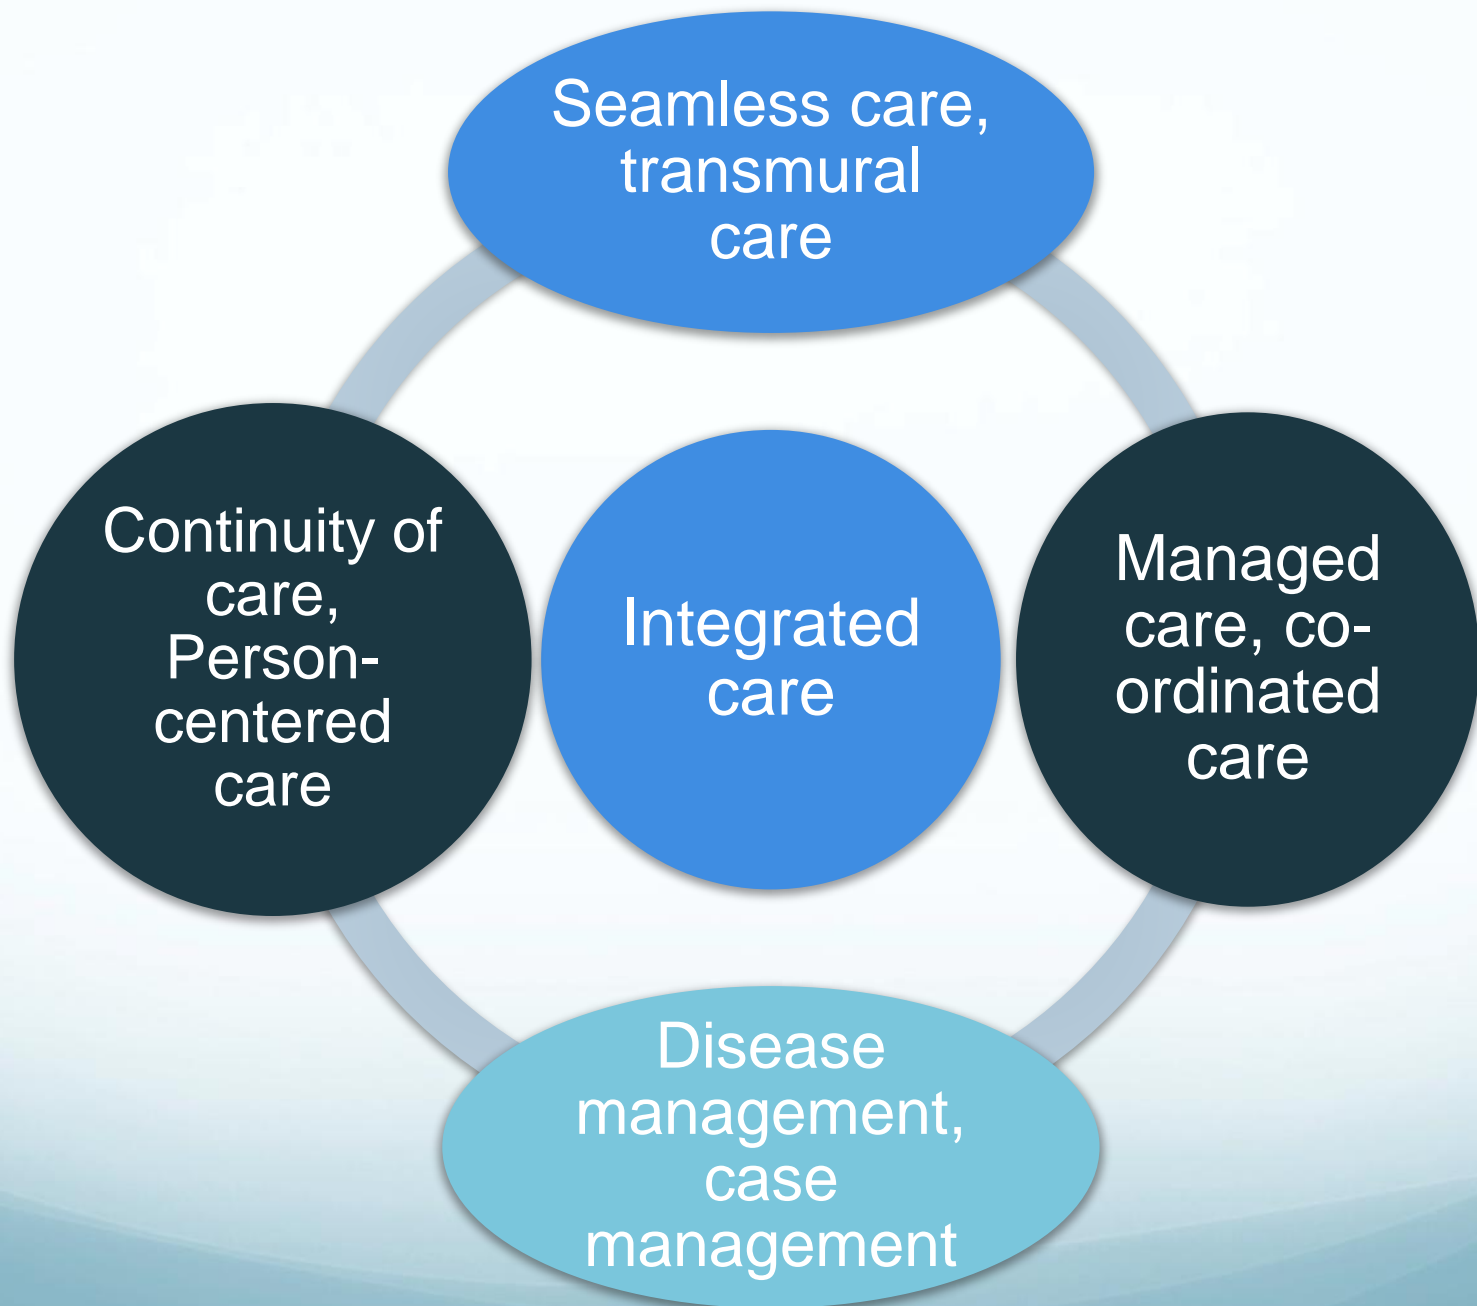 Seamless care,
transmural
care
Continuity of
care,
Person-
centered
care
Integrated
care
Managed
care, co-
ordinated
care
Disease
management,
case
management